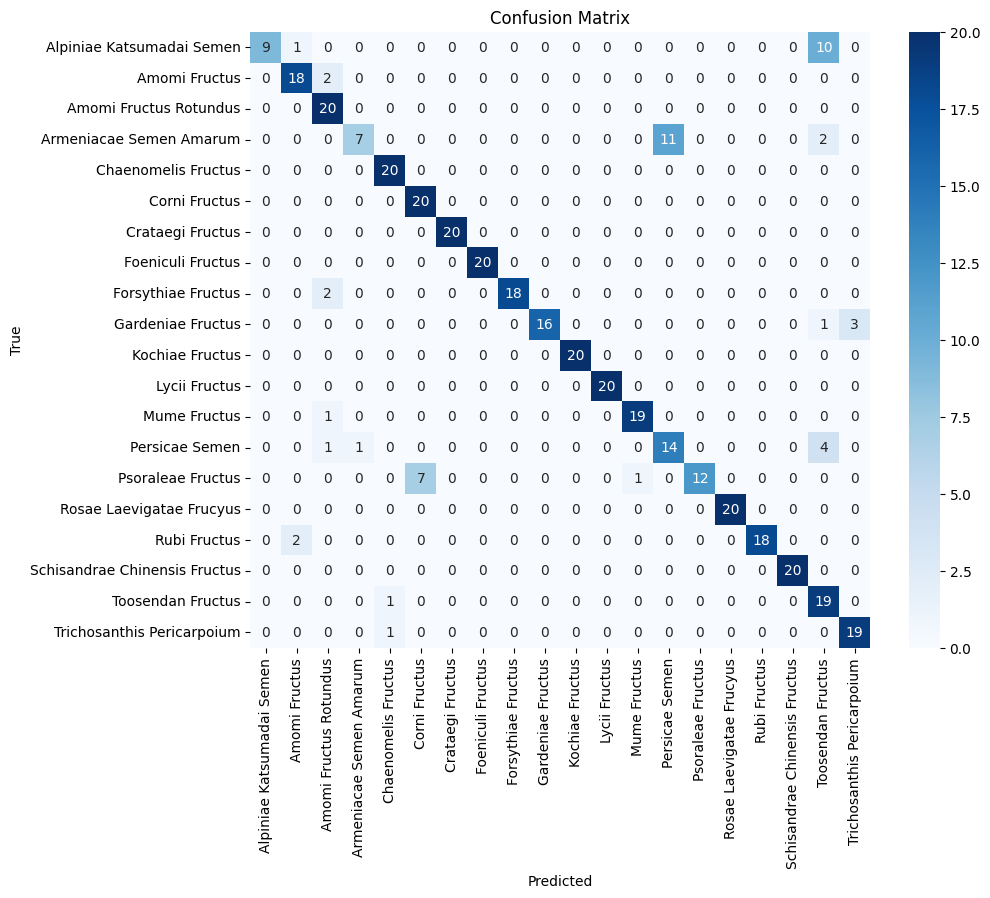 Confusion Matrix
Alpiniae Katsumadai Semen 9 1 0 0 0 0 0 0 0 0 0 0 0 0 0 0 0 0 10 0
Amomi Fructus 0 18 2 0 0 0 0 0 0 0 0 0 0 0 0 0 0 0 0 0
Amomi Fructus Rotundus 0 0 20 0 0 0 0 0 0 0 0 0 0 0 0 0 0 0 0 0
Armeniacae Semen Amarum 0 0 0 7 0 0 0 0 0 0 0 0 0 11 0 0 0 0 2 0
Chaenomelis Fructus 0 0 0 0 20 0 0 0 0 0 0 0 0 0 0 0 0 0 0 0
Corni Fructus 0 0 0 0 0 20 0 0 0 0 0 0 0 0 0 0 0 0 0 0
Crataegi Fructus 0 0 0 0 0 0 20 0 0 0 0 0 0 0 0 0 0 0 0 0
Foeniculi Fructus 0 0 0 0 0 0 0 20 0 0 0 0 0 0 0 0 0 0 0 0
Forsythiae Fructus 0 0 2 0 0 0 0 0 18 0 0 0 0 0 0 0 0 0 0 0
Gardeniae Fructus 0 0 0 0 0 0 0 0 0 16 0 0 0 0 0 0 0 0 1 3
Kochiae Fructus 0 0 0 0 0 0 0 0 0 0 20 0 0 0 0 0 0 0 0 0
Lycii Fructus 0 0 0 0 0 0 0 0 0 0 0 20 0 0 0 0 0 0 0 0
Mume Fructus 0 0 1 0 0 0 0 0 0 0 0 0 19 0 0 0 0 0 0 0
Persicae Semen 0 0 1 1 0 0 0 0 0 0 0 0 0 14 0 0 0 0 4 0
Psoraleae Fructus 0 0 0 0 0 7 0 0 0 0 0 0 1 0 12 0 0 0 0 0
Rosae Laevigatae Frucyus 0 0 0 0 0 0 0 0 0 0 0 0 0 0 0 20 0 0 0 0
Rubi Fructus 0 2 0 0 0 0 0 0 0 0 0 0 0 0 0 0 18 0 0 0
Schisandrae Chinensis Fructus 0 0 0 0 0 0 0 0 0 0 0 0 0 0 0 0 0 20 0 0
Toosendan Fructus 0 0 0 0 1 0 0 0 0 0 0 0 0 0 0 0 0 0 19 0
Trichosanthis Pericarpoium 0 0 0 0 1 0 0 0 0 0 0 0 0 0 0 0 0 0 0 19
True
Alpiniae Katsumadai Semen
Amomi Fructus
Amomi Fructus Rotundus
Armeniacae Semen Amarum
Chaenomelis Fructus
Corni Fructus
Crataegi Fructus
Foeniculi Fructus
Forsythiae Fructus
Gardeniae Fructus
Kochiae Fructus
Lycii Fructus
Mume Fructus
Persicae Semen
Psoraleae Fructus
Rosae Laevigatae Frucyus
Rubi Fructus
Schisandrae Chinensis Fructus
Toosendan Fructus
Trichosanthis Pericarpoium
Predicted
20.0
17.5
15.0
12.5
10.0
7.5
5.0
2.5
0.0